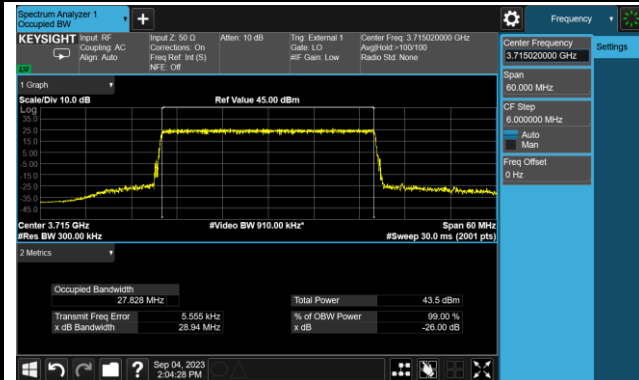 Spectrum Analyzer 1
Occupied BW
Frequency
KEYSIGHT
Input: RF
Coupling: AC
Align: Auto
Input Z: 50 Ω
Corrections: On
Freq Ref: Int (S)
NFE: Off
Atten: 10 dB
Trig: External 1
Gate: LO
#IF Gain: Low
Center Freq: 3.715020000 GHz
Avg|Hold:>100/100
Radio Std: None
Center Frequency
3.715020000 GHz
Settings
Span
60.000 MHz
CF Step
6.000000 MHz
Auto
Man
Freq Offset
0 Hz
1 Graph
Scale/Div 10.0 dB
Ref Value 45.00 dBm
Log
35.0
25.0
15.0
5.00
-5.00
-15.0
-25.0
-35.0
-45.0
Center 3.715 GHz
#Video BW 910.00 kHz*
Span 60 MHz
#Res BW 300.00 kHz
#Sweep 30.0 ms (2001 pts)
2 Metrics
Occupied Bandwidth
27.828 MHz
Total Power 43.5 dBm
Transmit Freq Error 5.555 kHz
% of OBW Power 99.00 %
x dB Bandwidth 28.94 MHz
x dB -26.00 dB
?
Sep 04, 2023
2:04:28 PM